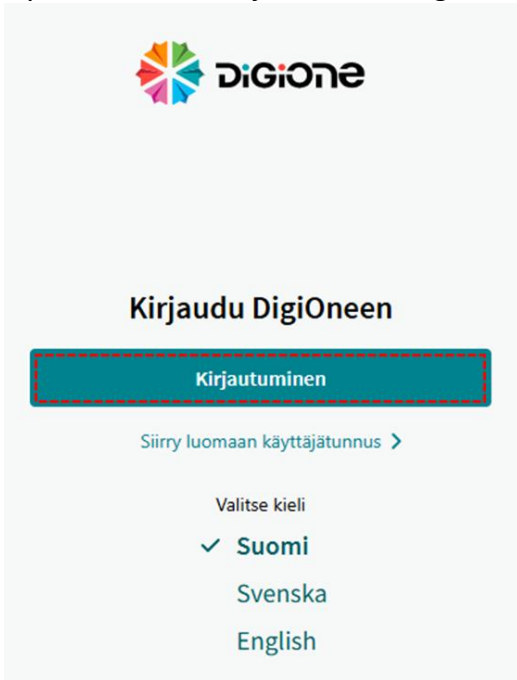 DIGIONE
Kirjaudu DigiOneen
Kirjautuminen
Siirry luomaan käyttäjätunnus
Valitse kieli
Suomi
Svenska
English